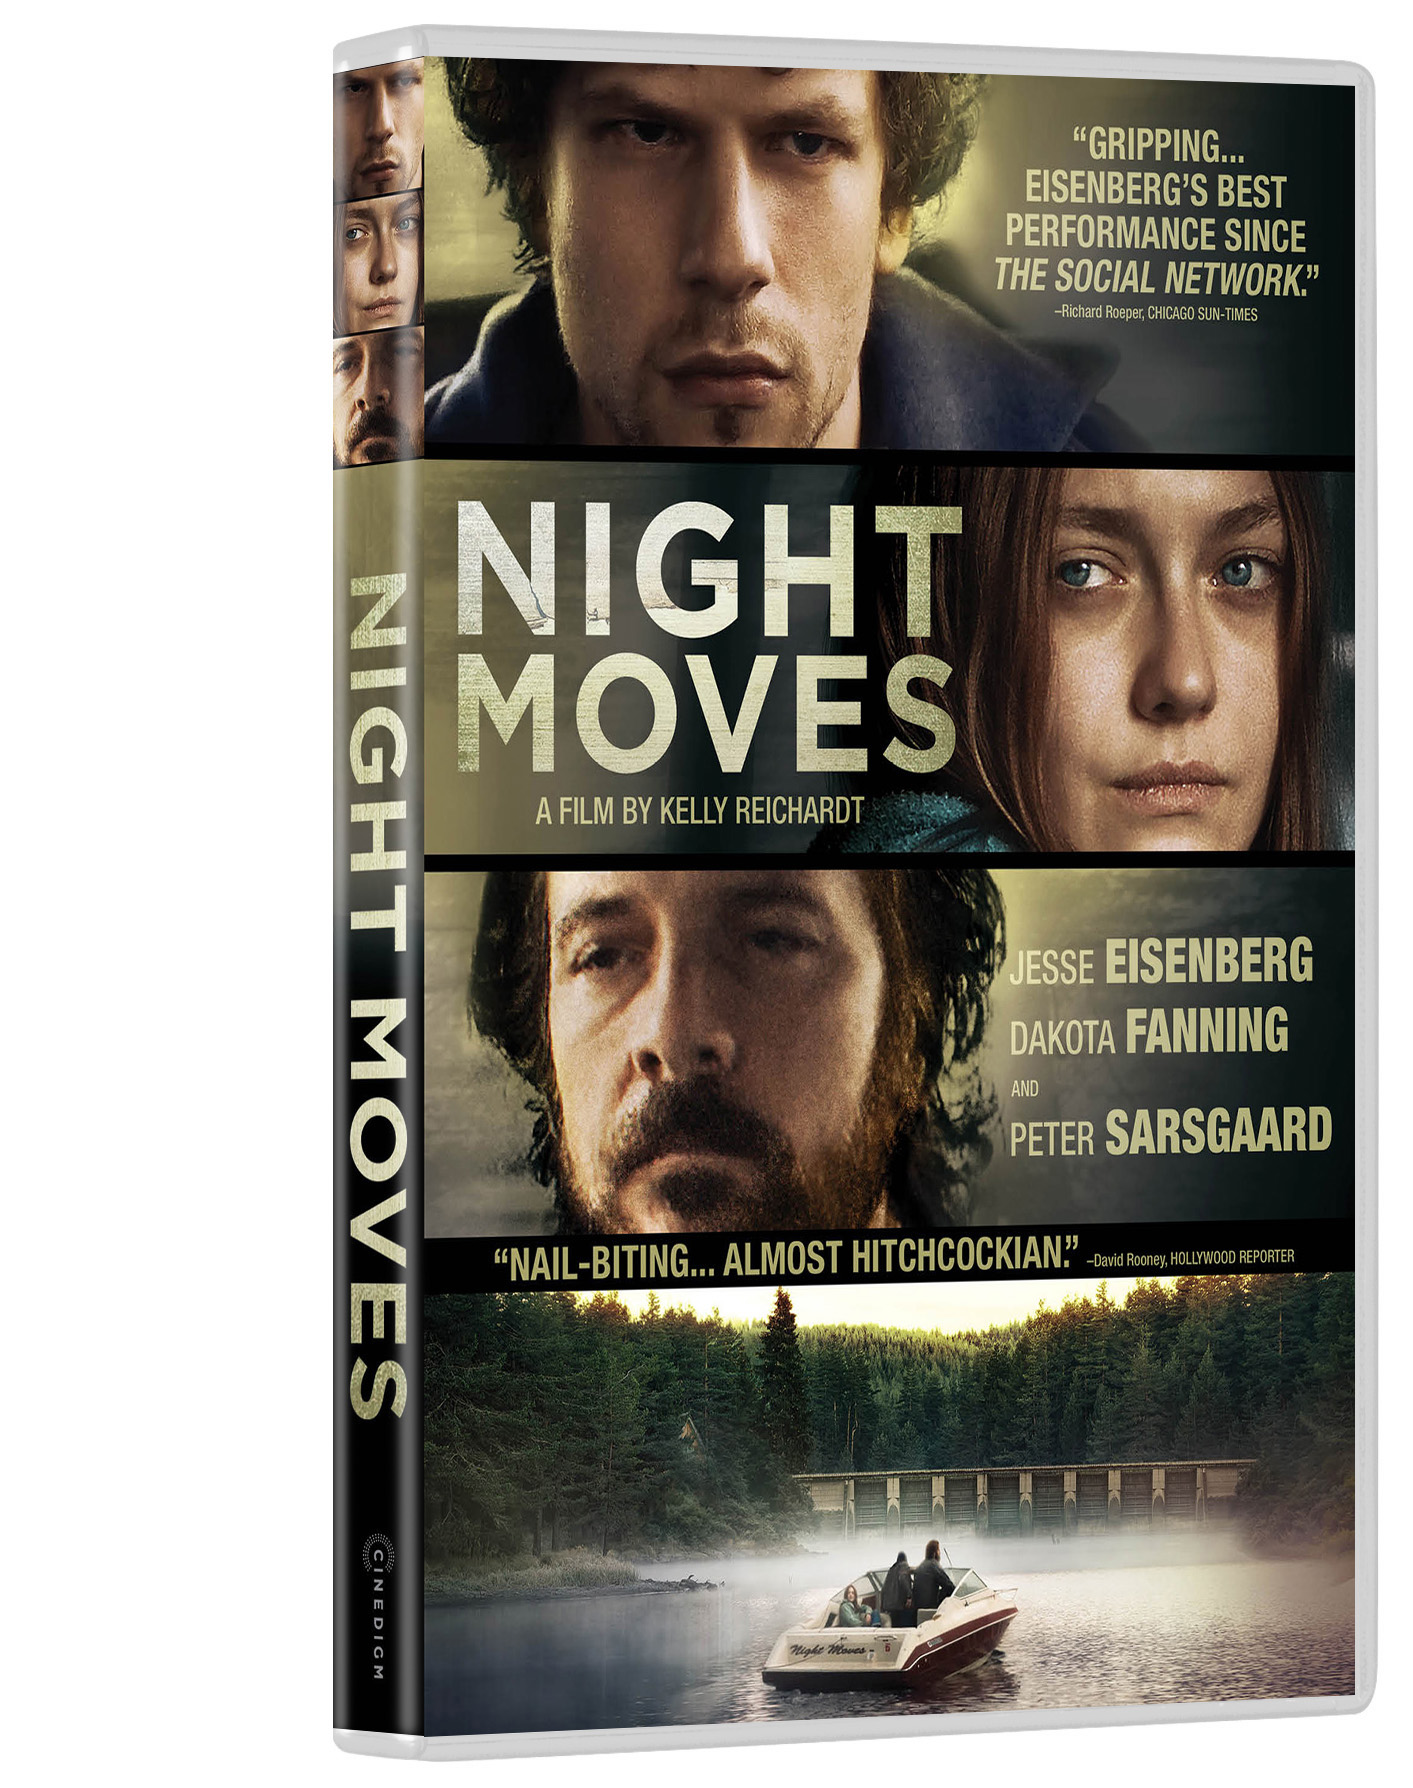 “GRIPPING...
EISENBERG’S BEST
PERFORMANCE SINCE
THE SOCIAL NETWORK.”
–Richard Roeper, CHICAGO SUN-TIMES
NIGHT
MOVES
A FILM BY KELLY REICHARDT
JESSE EISENBERG
DAKOTA FANNING
AND
PETER SARSGAARD
“NAIL-BITING... ALMOST HITCHCOCKIAN.” –David Rooney, HOLLYWOOD REPORTER
Night Moves
NIGHT MOVES
CINEDIGM